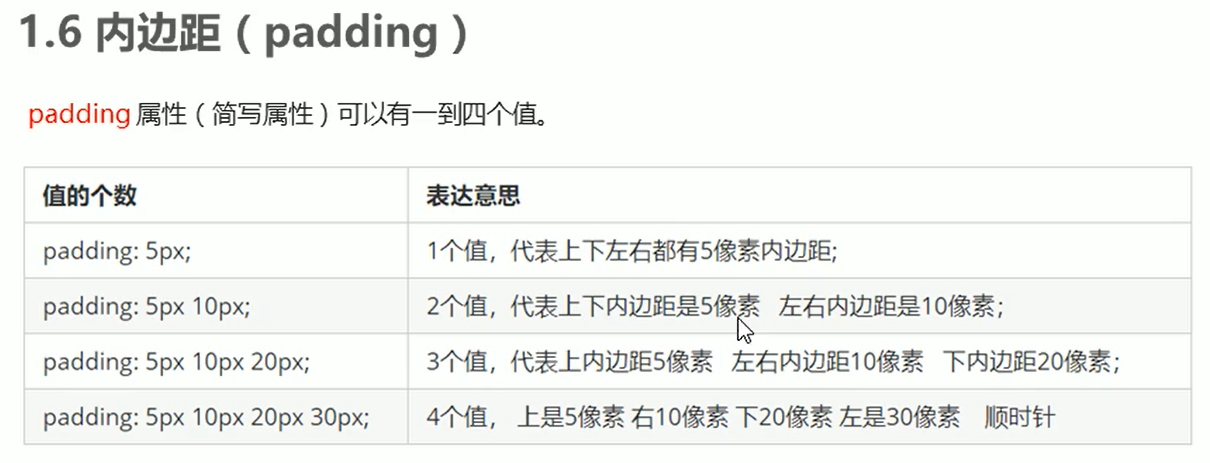 1.6 内边距（padding）
padding 属性（简写属性）可以有一到四个值。
值的个数 表达意思
padding: 5px; 1个值，代表上下左右都有5像素内边距;
padding: 5px 10px; 2个值，代表上下内边距是5像素 左右内边距是10像素;
padding: 5px 10px 20px; 3个值，代表上内边距5像素 左右内边距10像素 下内边距20像素;
padding: 5px 10px 20px 30px; 4个值， 上是5像素 右10像素 下20像素 左是30像素 顺时针